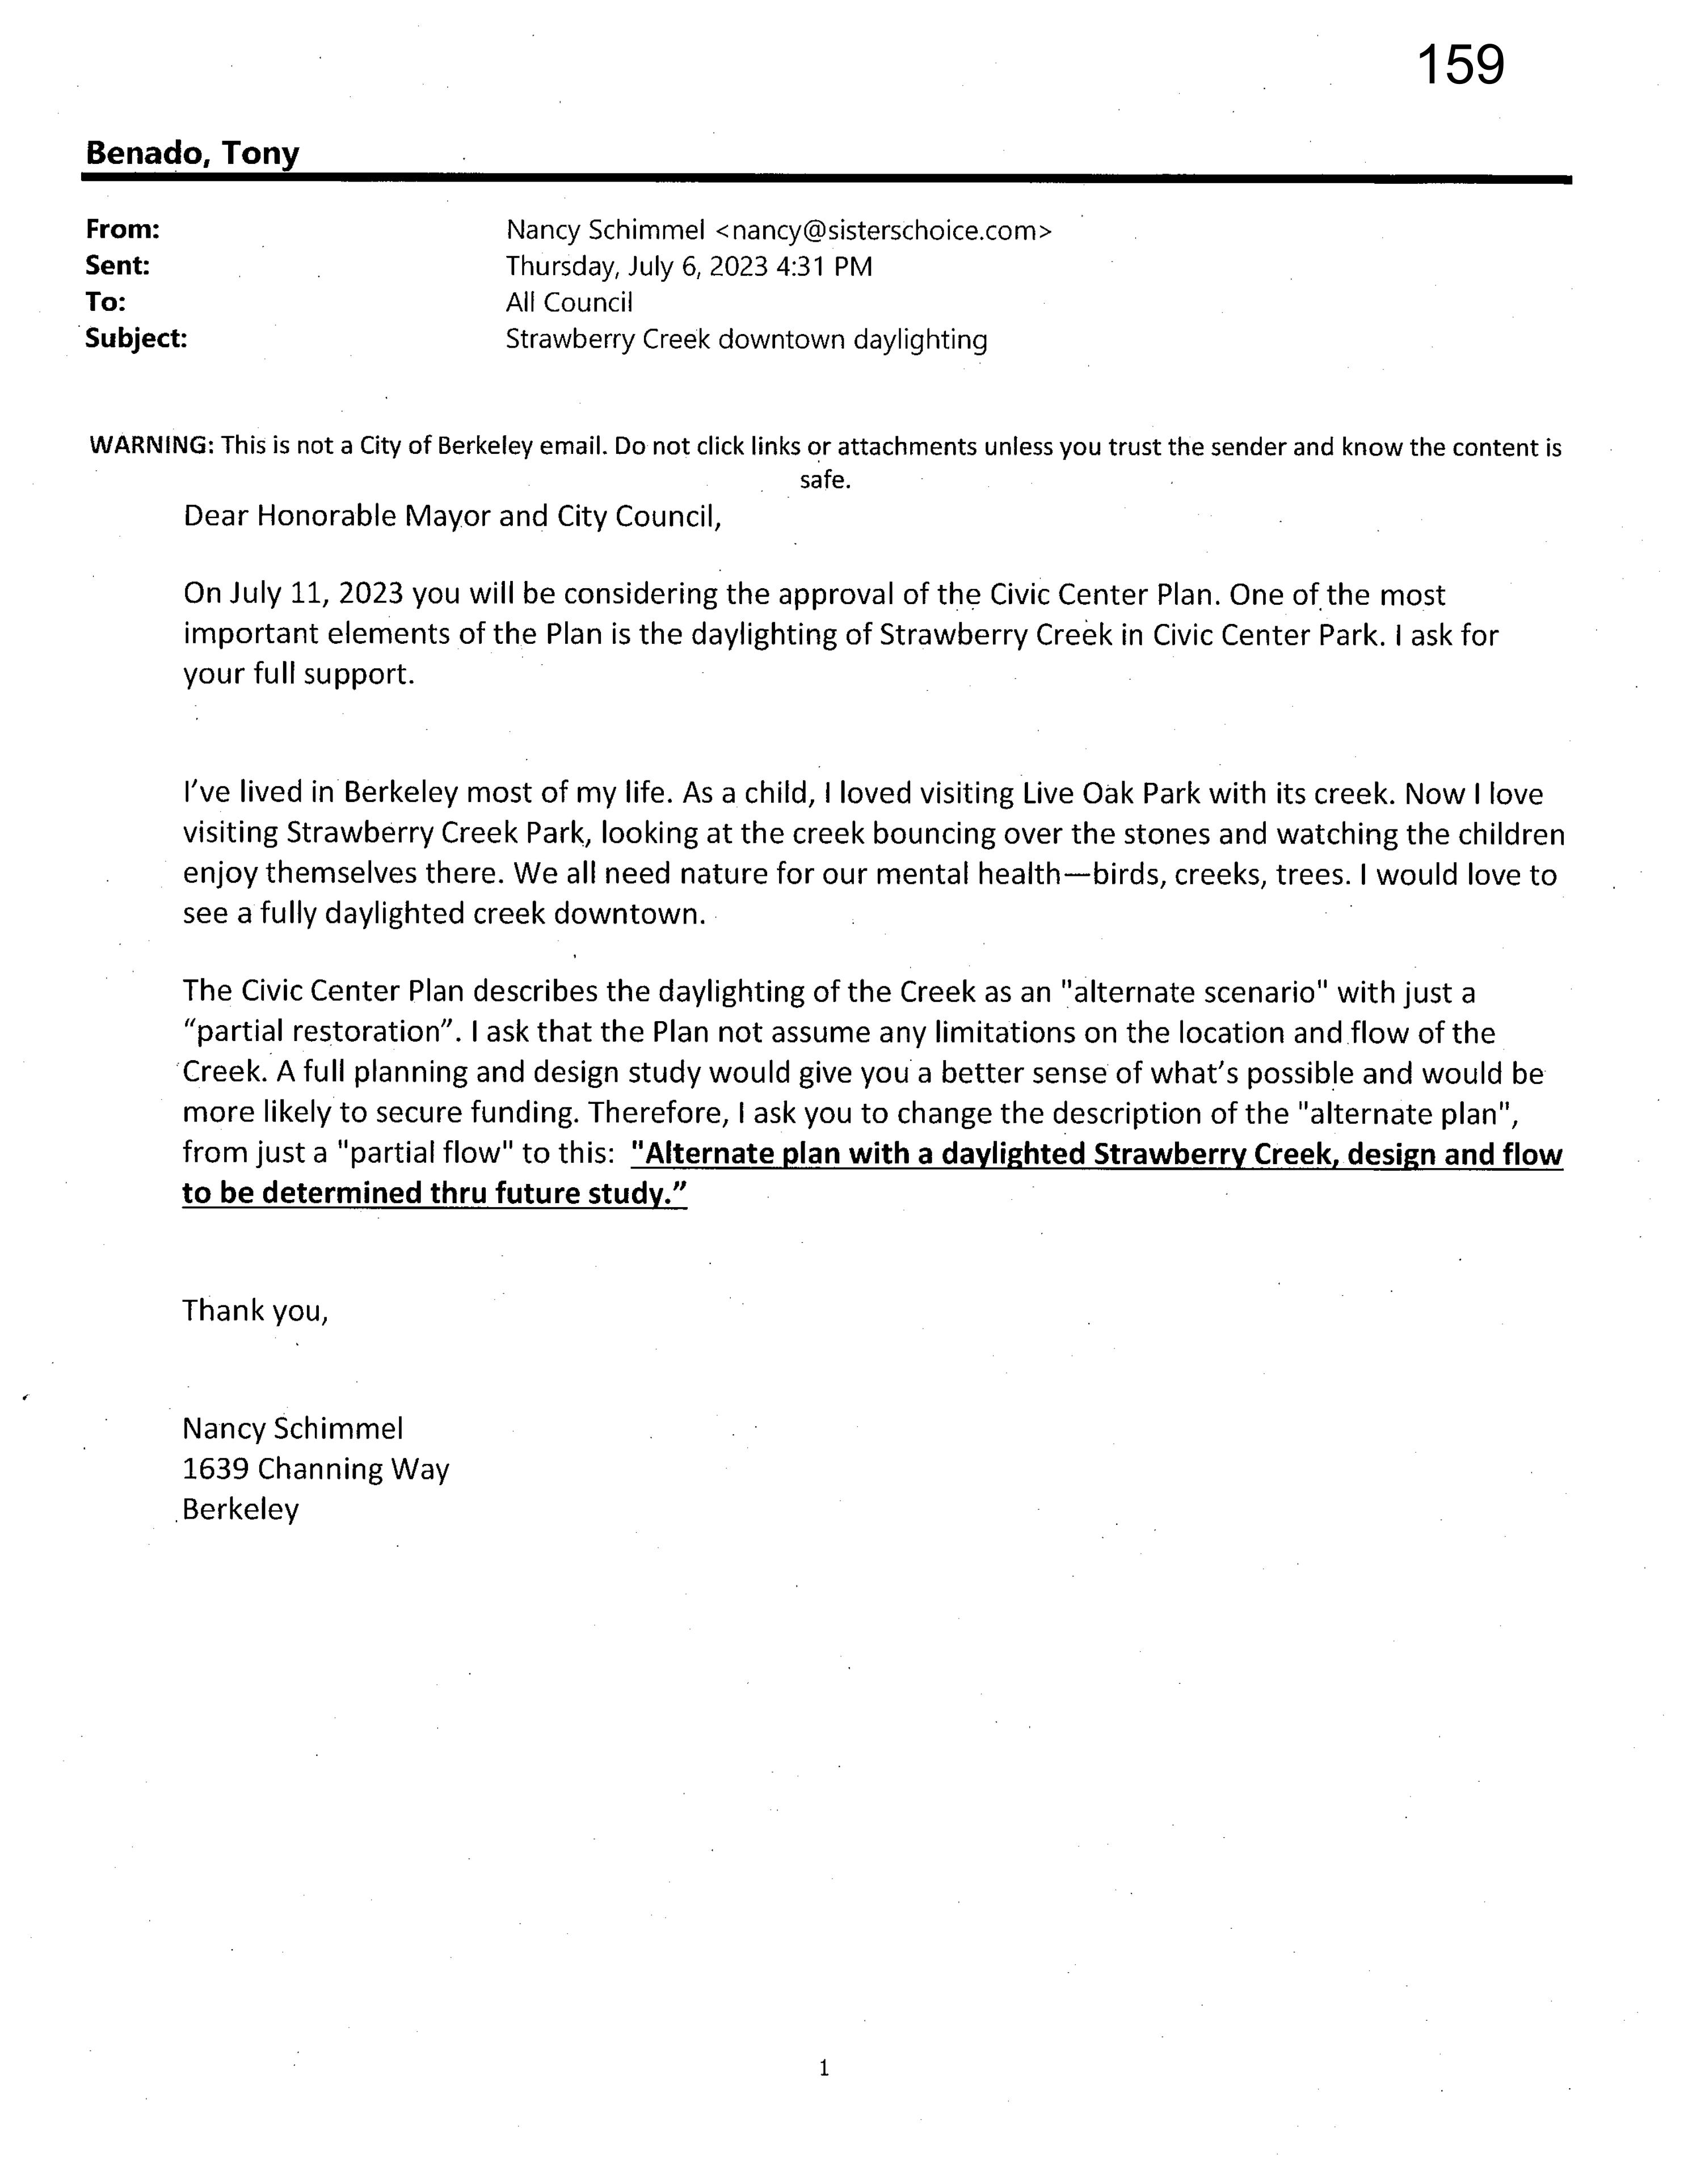 159
Benado, Tony
From: Nancy Schimmel <nancy@sisterschoice.com>
Sent: Thursday, July 6, 2023 4:31 PM
To: All Council
Subject: Strawberry Creek downtown daylighting
WARNING: This is not a City of Berkeley email. Do not click links or attachments unless you trust the sender and know the content is
safe.
Dear Honorable Mayor and City Council,
On July 11, 2023 you will be considering the approval of the Civic Center Plan. One of the most
important elements of the Plan is the daylighting of Strawberry Creek in Civic Center Park. I ask for
your full support.
I've lived in Berkeley most of my life. As a child, I loved visiting Live Oak Park with its creek. Now I love
visiting Strawberry Creek Park, looking at the creek bouncing over the stones and watching the children
enjoy themselves there. We all need nature for our mental health—birds, creeks, trees. I would love to
see a fully daylighted creek downtown.
The Civic Center Plan describes the daylighting of the Creek as an "alternate scenario" with just a
“partial restoration”. I ask that the Plan not assume any limitations on the location and flow of the
Creek. A full planning and design study would give you a better sense of what's possible and would be
more likely to secure funding. Therefore, I ask you to change the description of the "alternate plan",
from just a "partial flow" to this: "Alternate plan with a daylighted Strawberry Creek, design and flow
to be determined thru future study.”
Thank you,
Nancy Schimmel
1639 Channing Way
Berkeley
1